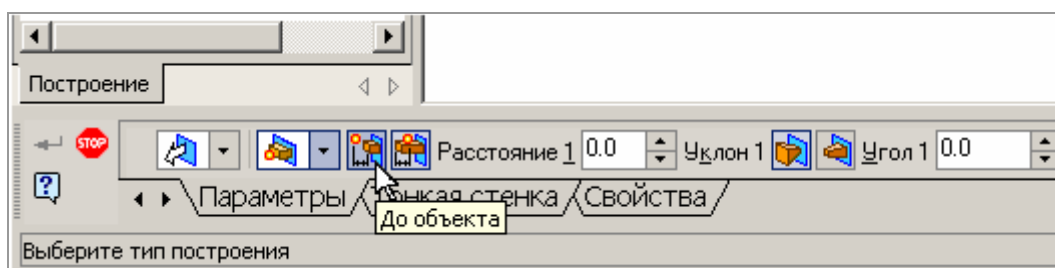 Построение
STOP
Расстояние 1 0.0 Уклон 1 Угол 1 0.0
?
Параметры Тонкая стенка Свойства
До объекта
Выберите тип построения